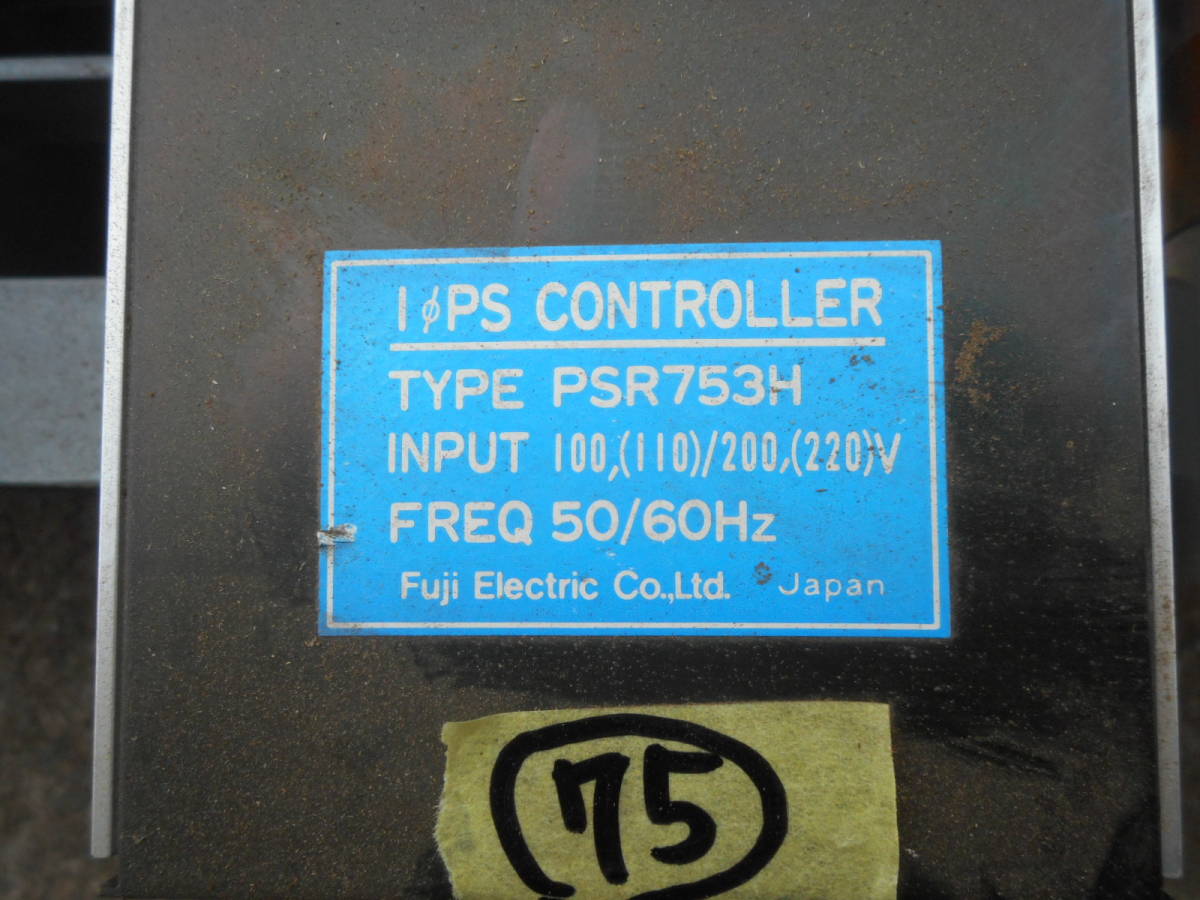 1φPS CONTROLLER
TYPE PSR753H
INPUT 100,(110)/200,(220)V
FREQ 50/60Hz
Fuji Electric Co.,Ltd. Japan
75